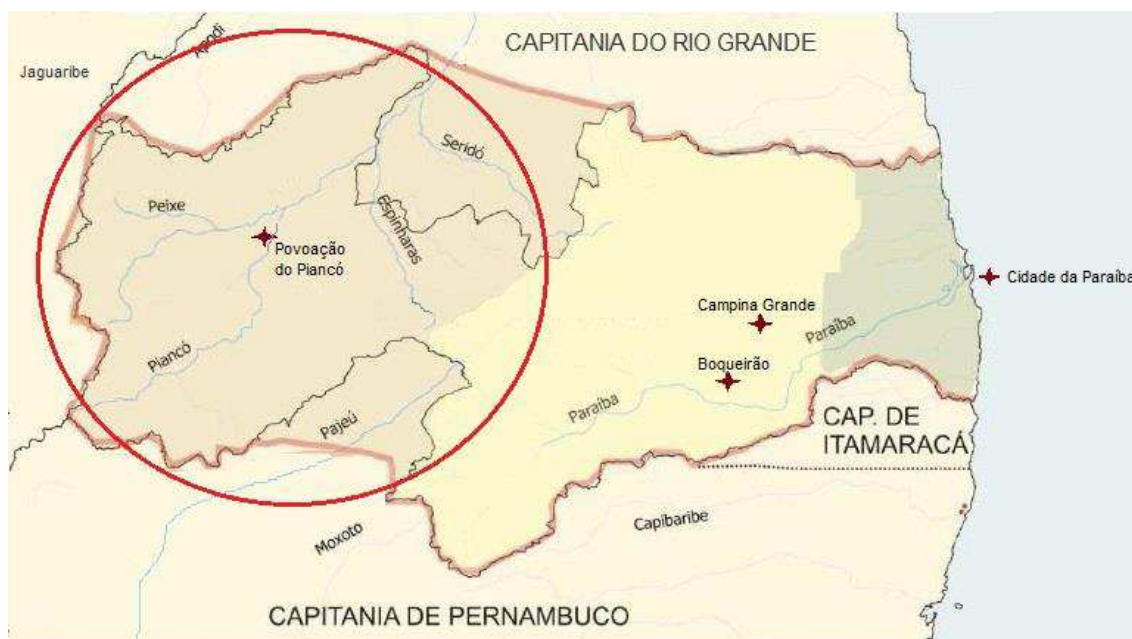 CAPITANIA DO RIO GRANDE
Apodi
Jaguaribe
Seridó
Peixe
Espinharas
Povoação
do Piancó
Cidade da Paraíba
Campina Grande
Paraíba
Boqueirão
Piancó
Paraíba
Pajeú
CAP. DE
ITAMARACÁ
Moxoto
Capibaribe
CAPITANIA DE PERNAMBUCO